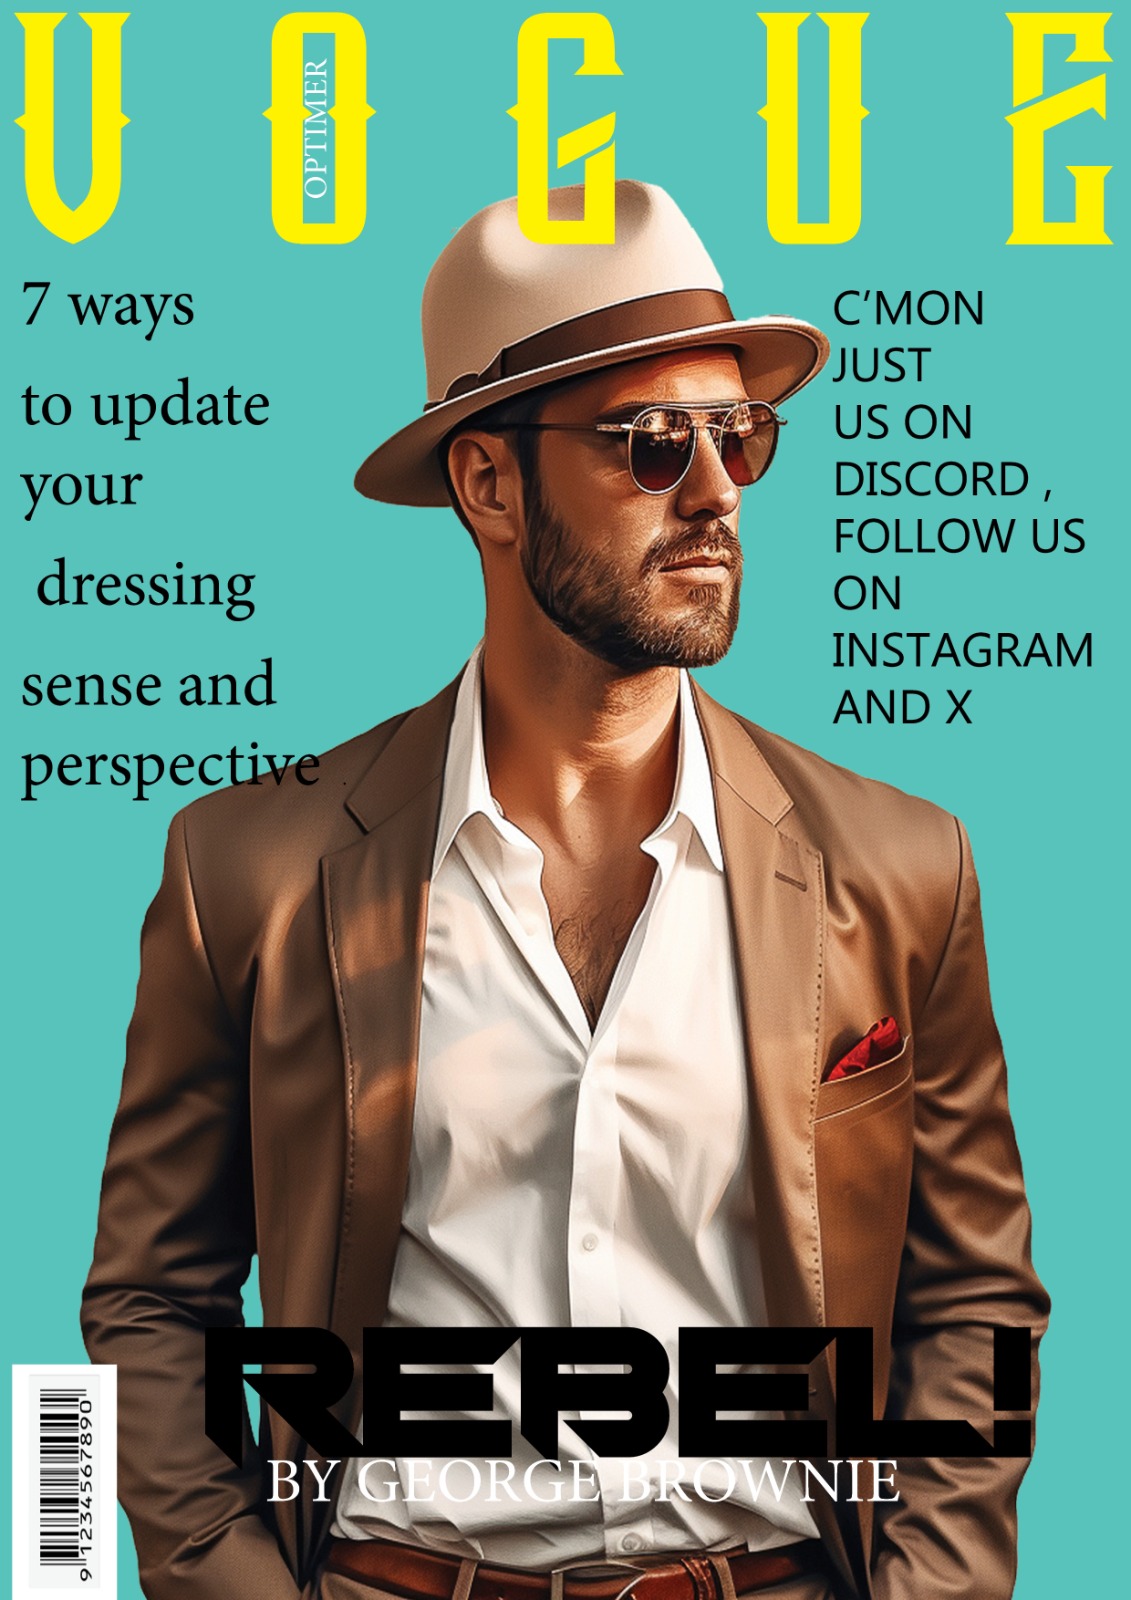 VOGUE
OPTIMER
7 ways
to update
your
dressing
sense and
perspective .
C'MON
JUST
US ON
DISCORD ,
FOLLOW US
ON
INSTAGRAM
AND X
REBEL!
BY GEORGE BROWNIE
9 1234567890